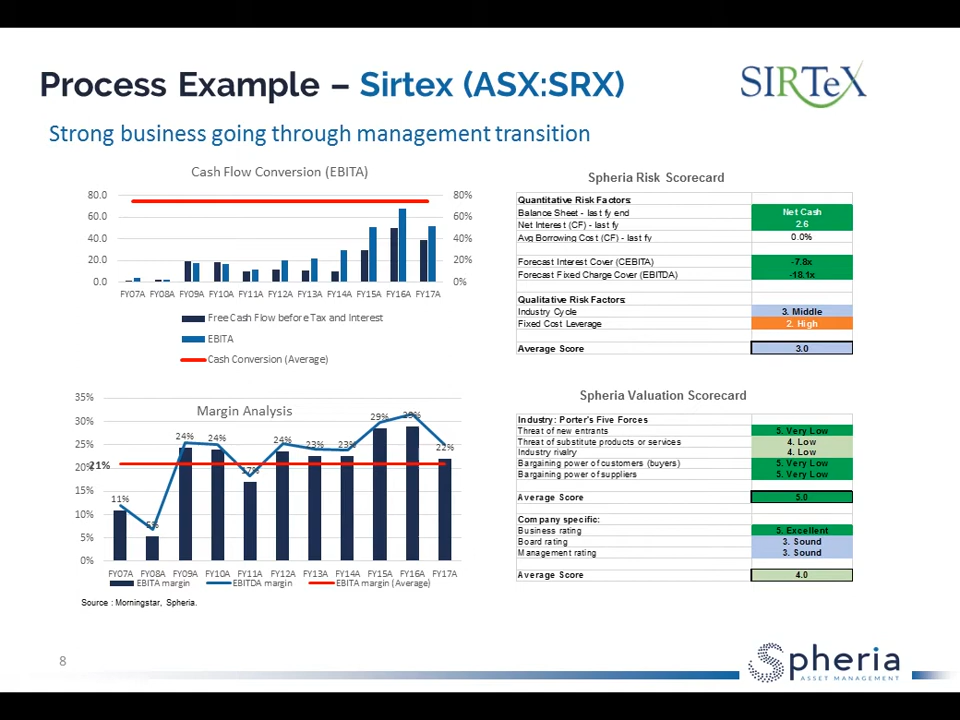 Process Example – Sirtex (ASX:SRX)
SIRTeX
Strong business going through management transition
Cash Flow Conversion (EBITA)
80.0 80%
60.0 60%
40.0 40%
20.0 20%
0.0 0%
FY07A FY08A FY09A FY10A FY11A FY12A FY13A FY14A FY15A FY16A FY17A
Free Cash Flow before Tax and Interest
EBITA
Cash Conversion (Average)
Margin Analysis
35%
30%
25%
20%
15%
10%
5%
0%
21%
11% 5% 24% 24% 17% 24% 23% 23% 29% 29% 22%
FY07A FY08A FY09A FY10A FY11A FY12A FY13A FY14A FY15A FY16A FY17A
EBITA margin EBITDA margin EBITA margin (Average)
Source : Morningstar, Spheria.
Spheria Risk Scorecard
Quantitative Risk Factors:
Balance Sheet - last fy end Net Cash
Net Interest (CF) - last fy 2.6
Avg Borrowing Cost (CF) - last fy 0.0%
Forecast Interest Cover (CEBITA) -7.8x
Forecast Fixed Charge Cover (EBITDA) -18.1x
Qualitative Risk Factors:
Industry Cycle 3. Middle
Fixed Cost Leverage 2. High
Average Score 3.0
Spheria Valuation Scorecard
Industry: Porter's Five Forces
Threat of new entrants 5. Very Low
Threat of substitute products or services 4. Low
Industry rivalry 4. Low
Bargaining power of customers (buyers) 5. Very Low
Bargaining power of suppliers 5. Very Low
Average Score 5.0
Company specific:
Business rating 5. Excellent
Board rating 3. Sound
Management rating 3. Sound
Average Score 4.0
8
Spheria
ASSET MANAGEMENT